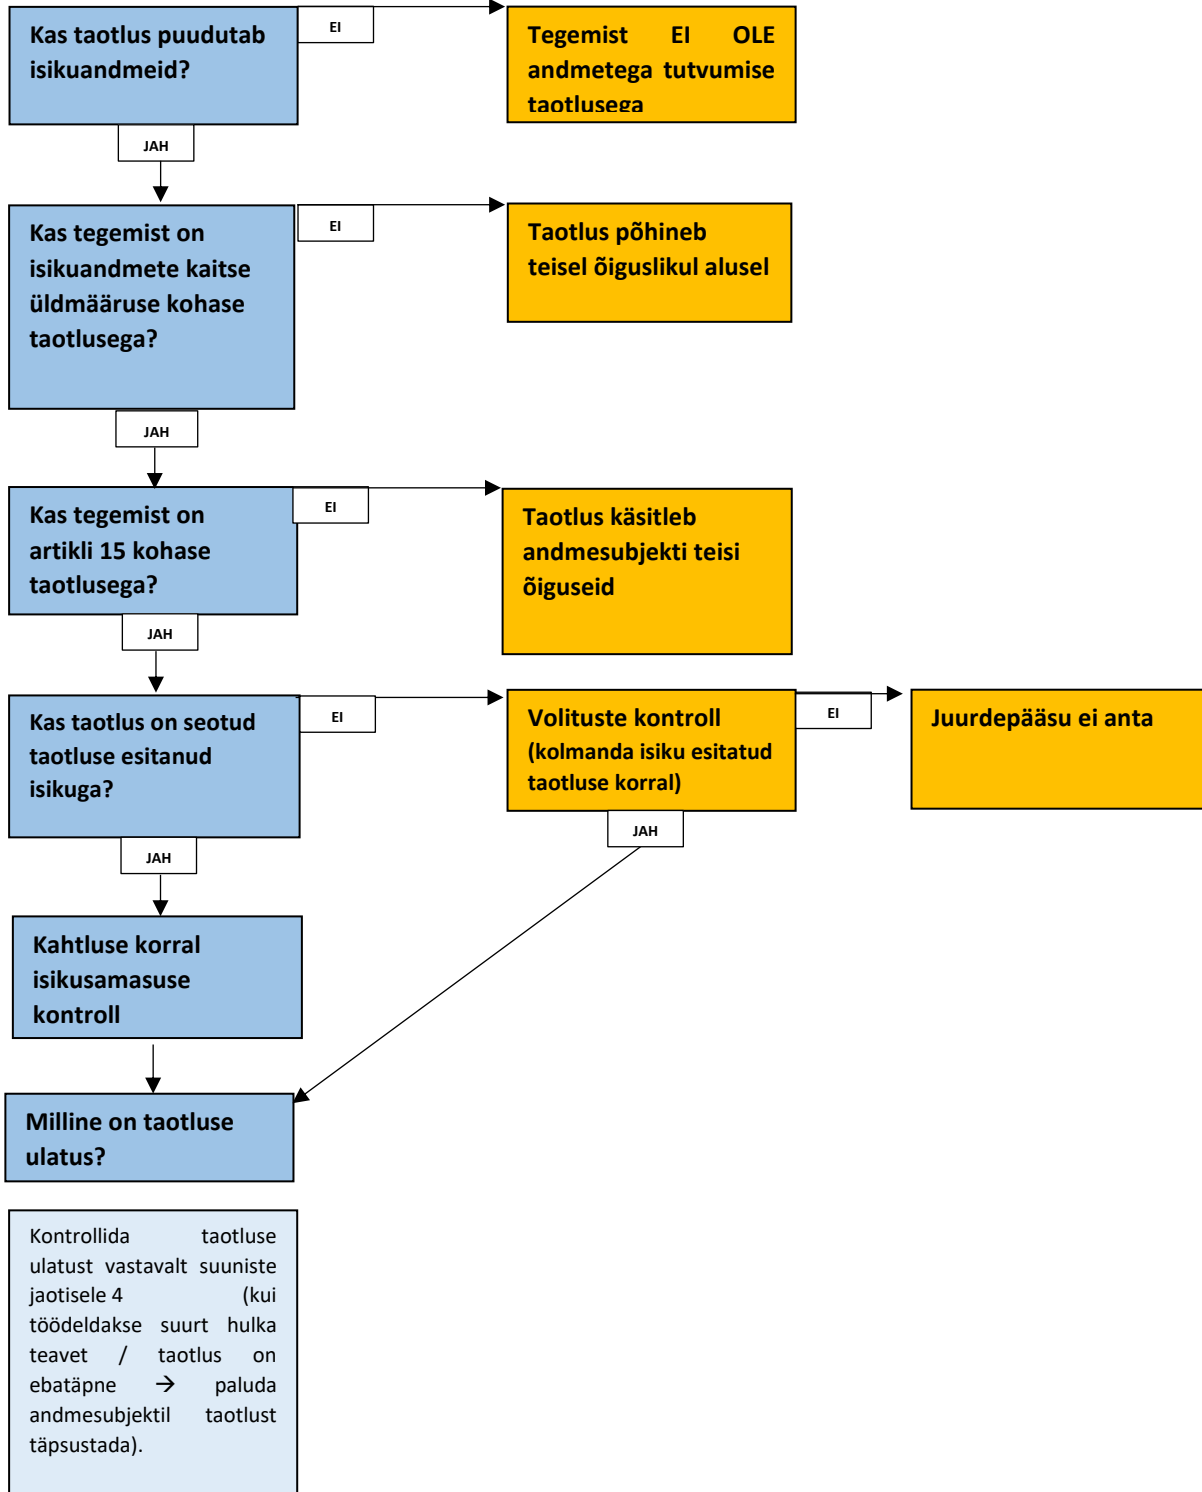 Kas taotlus puudutab
isikuandmeid?
EI
Tegemist EI OLE
andmetega tutvumise
taotlusega
JAH
Kas tegemist on
isikuandmete kaitse
üldmääruse kohase
taotlusega?
EI
Taotlus põhineb
teisel õiguslikul alusel
JAH
Kas tegemist on
artikli 15 kohase
taotlusega?
EI
Taotlus käsitleb
andmesubjekti teisi
õiguseid
JAH
Kas taotlus on seotud
taotluse esitanud
isikuga?
EI
Volituste kontroll
(kolmanda isiku esitatud
taotluse korral)
EI
Juurdepääsu ei anta
JAH
JAH
Kahtluse korral
isikusamasuse
kontroll
Milline on taotluse
ulatus?
Kontrollida taotluse
ulatust vastavalt suuniste
jaotisele 4 (kui
töödeldakse suurt hulka
teavet / taotlus on
ebatäpne → paluda
andmesubjektil taotlust
täpsustada).